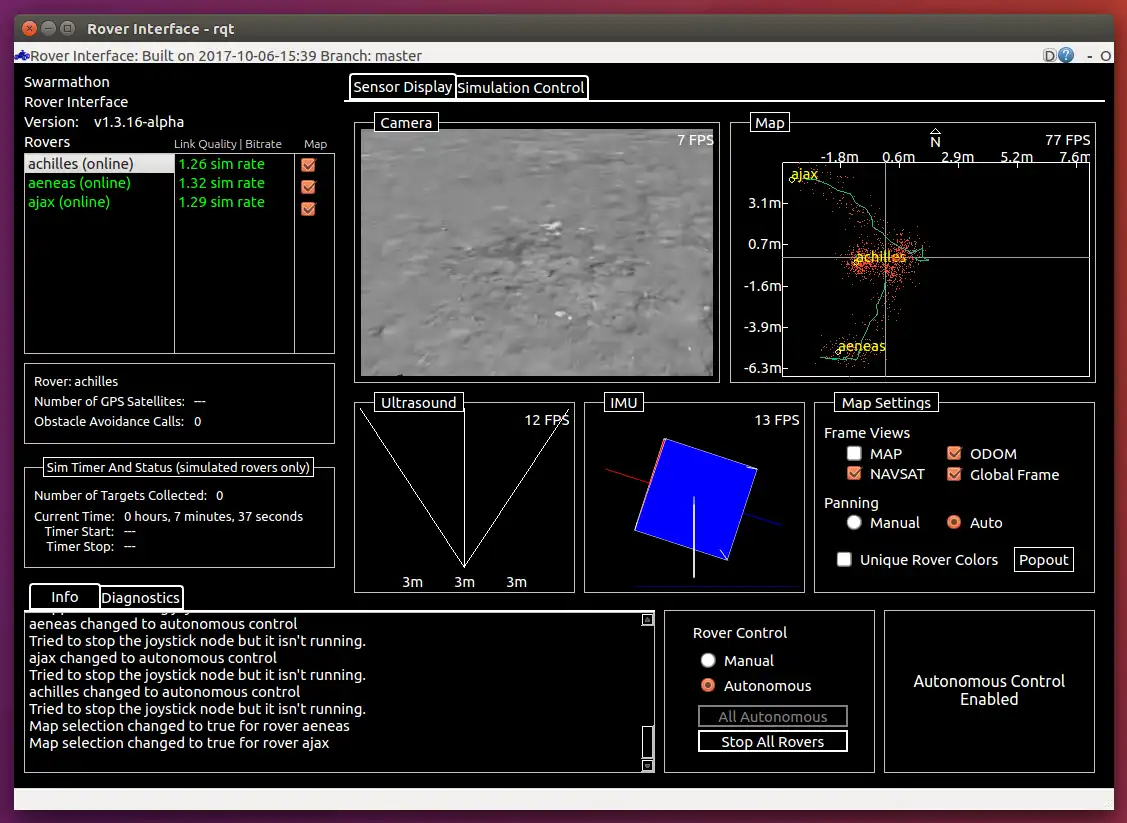 Rover Interface - rqt
Rover Interface: Built on 2017-10-06-15:39 Branch: master
D ? - O
Swarmathon
Rover Interface
Version: v1.3.16-alpha
Rovers Link Quality | Bitrate Map
achilles (online) 1.26 sim rate
aeneas (online) 1.32 sim rate
ajax (online) 1.29 sim rate
Rover: achilles
Number of GPS Satellites: ---
Obstacle Avoidance Calls: 0
Sim Timer And Status (simulated rovers only)
Number of Targets Collected: 0
Current Time: 0 hours, 7 minutes, 37 seconds
Timer Start: ---
Timer Stop: ---
Sensor Display Simulation Control
Camera
7 FPS
Map
N
77 FPS
-1.8m 0.6m 2.9m 5.2m 7.6m
3.1m
0.7m
-1.6m
-3.9m
-6.3m
ajax
achilles
aeneas
Ultrasound
12 FPS
3m 3m 3m
IMU
13 FPS
Map Settings
Frame Views
MAP ODOM
NAVSAT Global Frame
Panning
Manual Auto
Unique Rover Colors Popout
Info Diagnostics
aeneas changed to autonomous control
Tried to stop the joystick node but it isn't running.
ajax changed to autonomous control
Tried to stop the joystick node but it isn't running.
achilles changed to autonomous control
Tried to stop the joystick node but it isn't running.
Map selection changed to true for rover aeneas
Map selection changed to true for rover ajax
Rover Control
Manual
Autonomous
All Autonomous
Stop All Rovers
Autonomous Control
Enabled